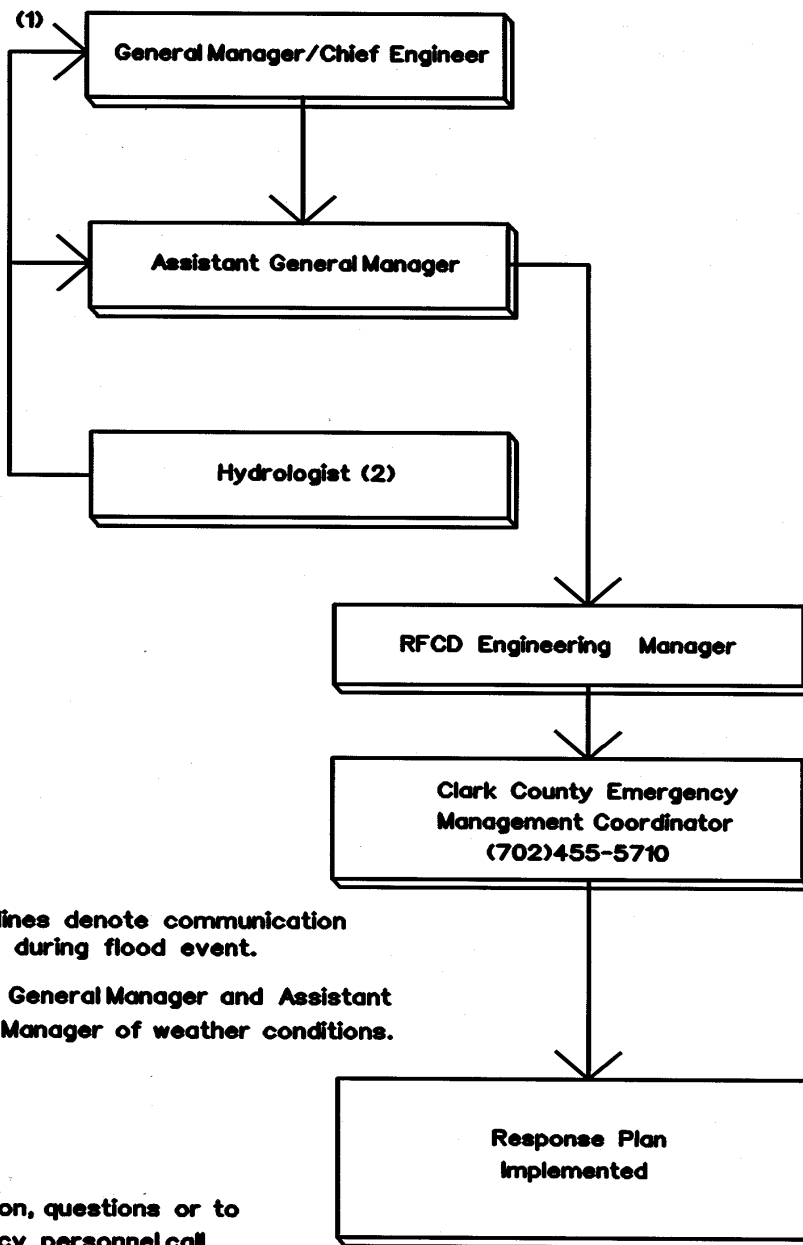 (1)
General Manager/Chief Engineer
Assistant General Manager
Hydrologist (2)
RFCD Engineering Manager
Clark County Emergency
Management Coordinator
(702)455-5710
lines denote communication
during flood event.
General Manager and Assistant
Manager of weather conditions.
Response Plan
Implemented
questions or to
personnel call